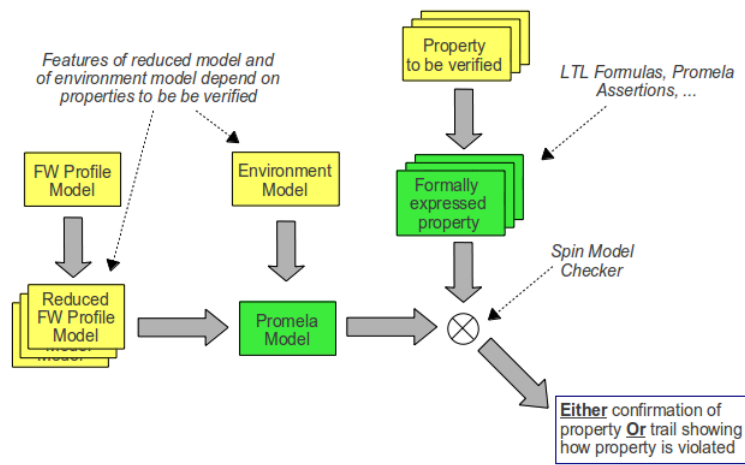 Features of reduced model and
of environment model depend on
properties to be be verified
Property
to be verified
LTL Formulas, Promela
Assertions, ...
FW Profile
Model
Environment
Model
Formally
expressed
property
Spin Model
Checker
Reduced
FW Profile
Model
Model
Promela
Model
Either confirmation of
property Or trail showing
how property is violated